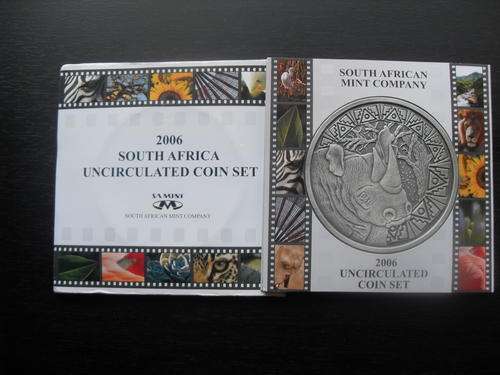 2006
SOUTH AFRICA
UNCIRCULATED COIN SET
SA MINT
SOUTH AFRICAN MINT COMPANY
SOUTH AFRICAN
MINT COMPANY
2006
UNCIRCULATED
COIN SET